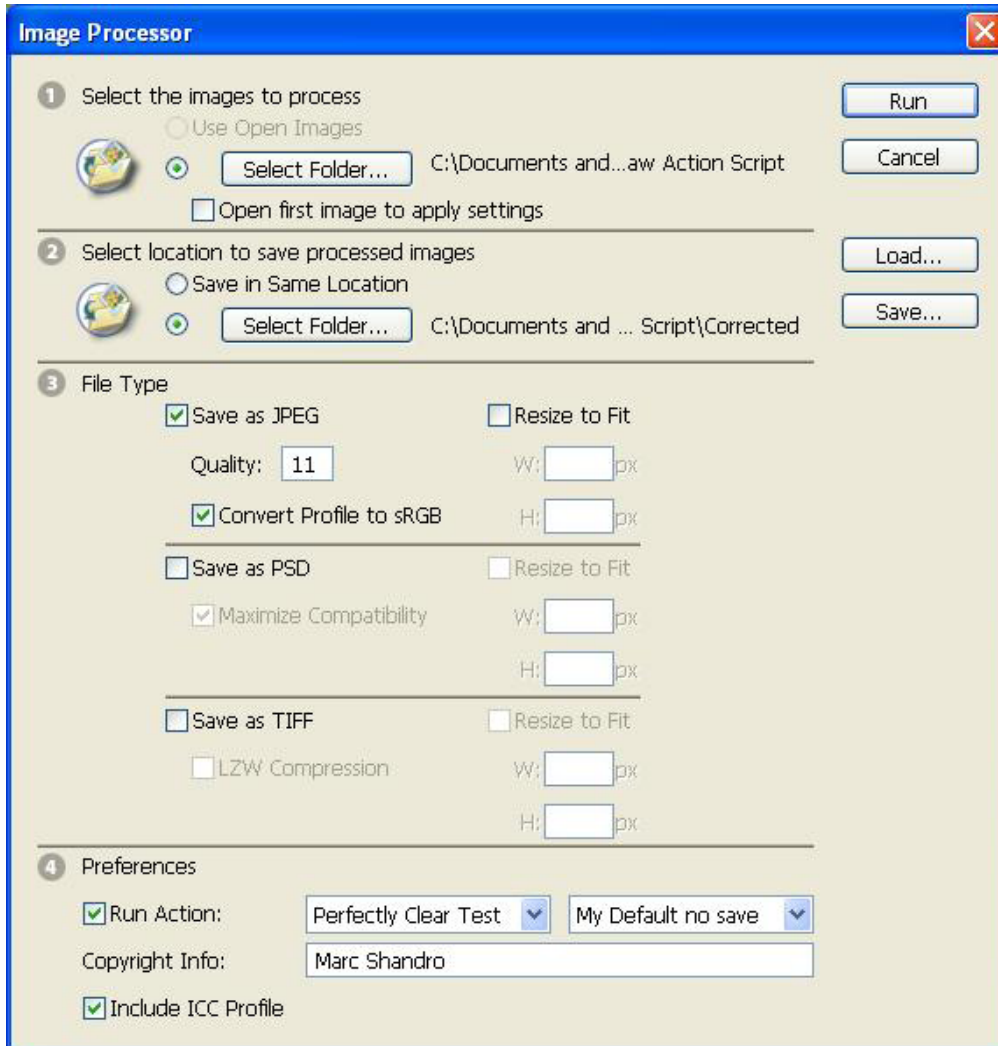 Image Processor
1 Select the images to process
Run
Use Open Images
Select Folder... C:\Documents and...aw Action Script
Cancel
Open first image to apply settings
2 Select location to save processed images
Load...
Save in Same Location
Select Folder... C:\Documents and ... Script\Corrected
Save...
3 File Type
Save as JPEG Resize to Fit
Quality: 11 W: px
Convert Profile to sRGB H: px
Save as PSD Resize to Fit
Maximize Compatibility W: px
H: px
Save as TIFF Resize to Fit
LZW Compression W: px
H: px
4 Preferences
Run Action: Perfectly Clear Test My Default no save
Copyright Info: Marc Shandro
Include ICC Profile